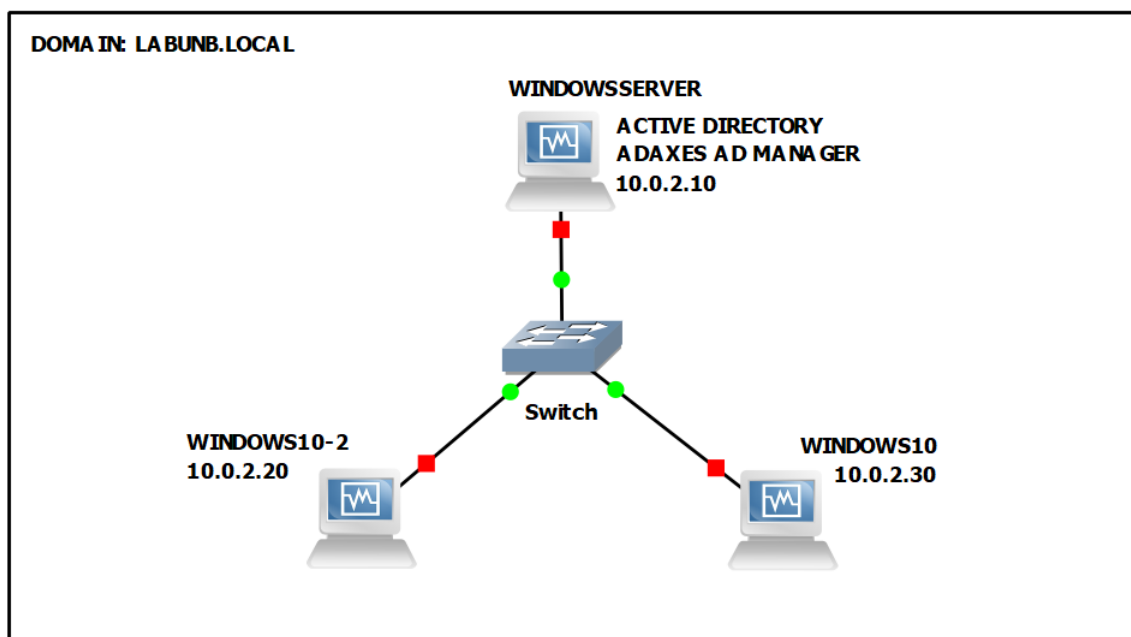 DOMAIN: LABUNB.LOCAL
WINDOWSSERVER
ACTIVE DIRECTORY
ADAXES AD MANAGER
10.0.2.10
Switch
WINDOWS10-2
10.0.2.20
WINDOWS10
10.0.2.30